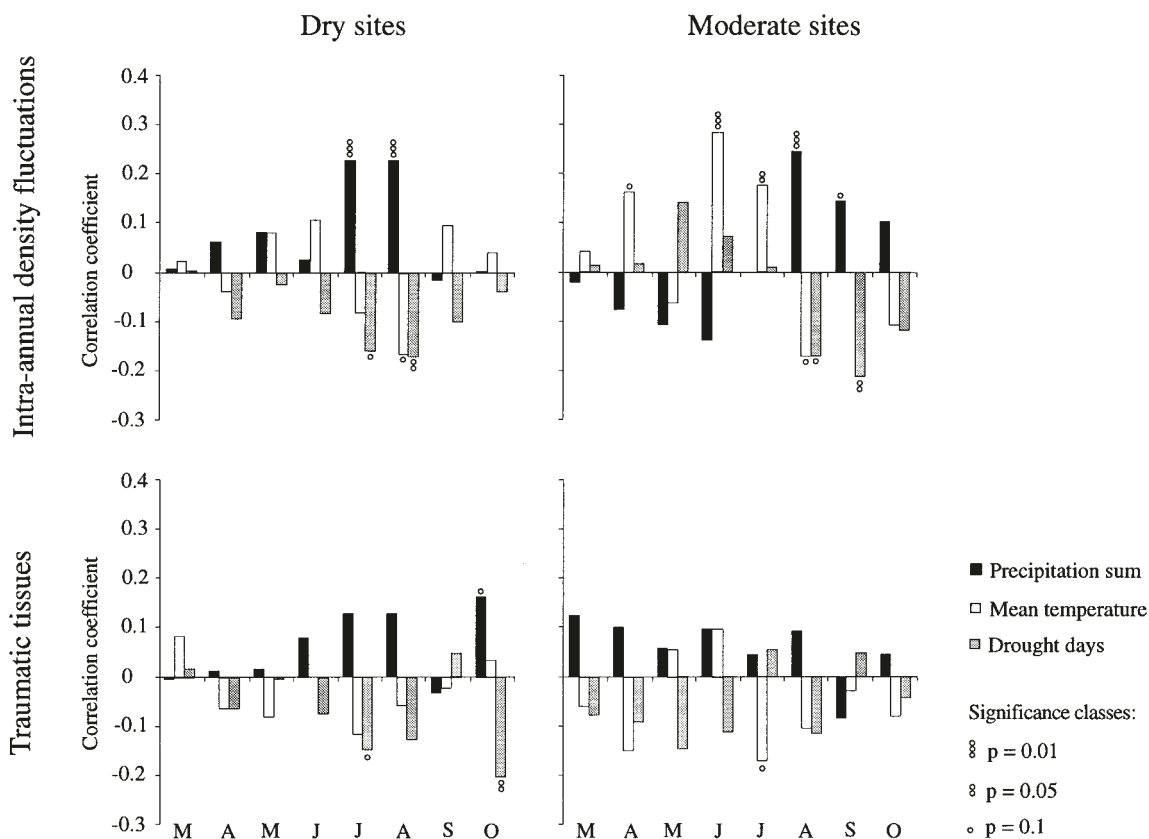 Dry sites
Moderate sites
Intra-annual density fluctuations
Correlation coefficient
0.4
0.3
0.2
0.1
0
-0.1
-0.2
-0.3
Traumatic tissues
Correlation coefficient
0.4
0.3
0.2
0.1
0
-0.1
-0.2
-0.3
M A M J J A S O
M A M J J A S O
Precipitation sum
Mean temperature
Drought days
Significance classes:
p = 0.01
p = 0.05
p = 0.1